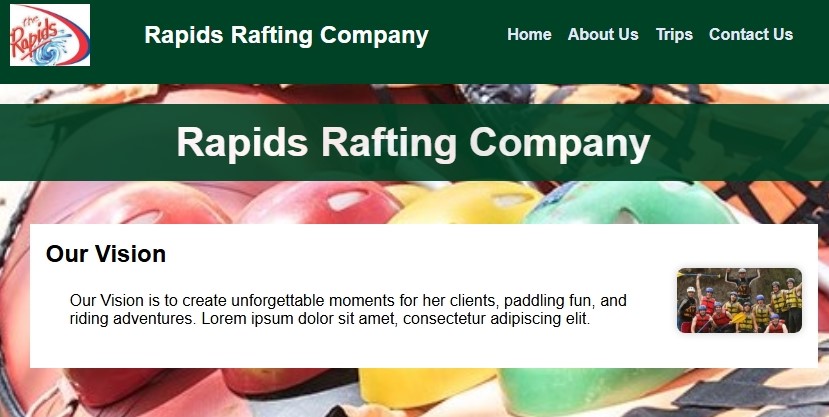 the
Rapids
Rapids Rafting Company
Home About Us Trips Contact Us
Rapids Rafting Company
Our Vision
Our Vision is to create unforgettable moments for her clients, paddling fun, and
riding adventures. Lorem ipsum dolor sit amet, consectetur adipiscing elit.